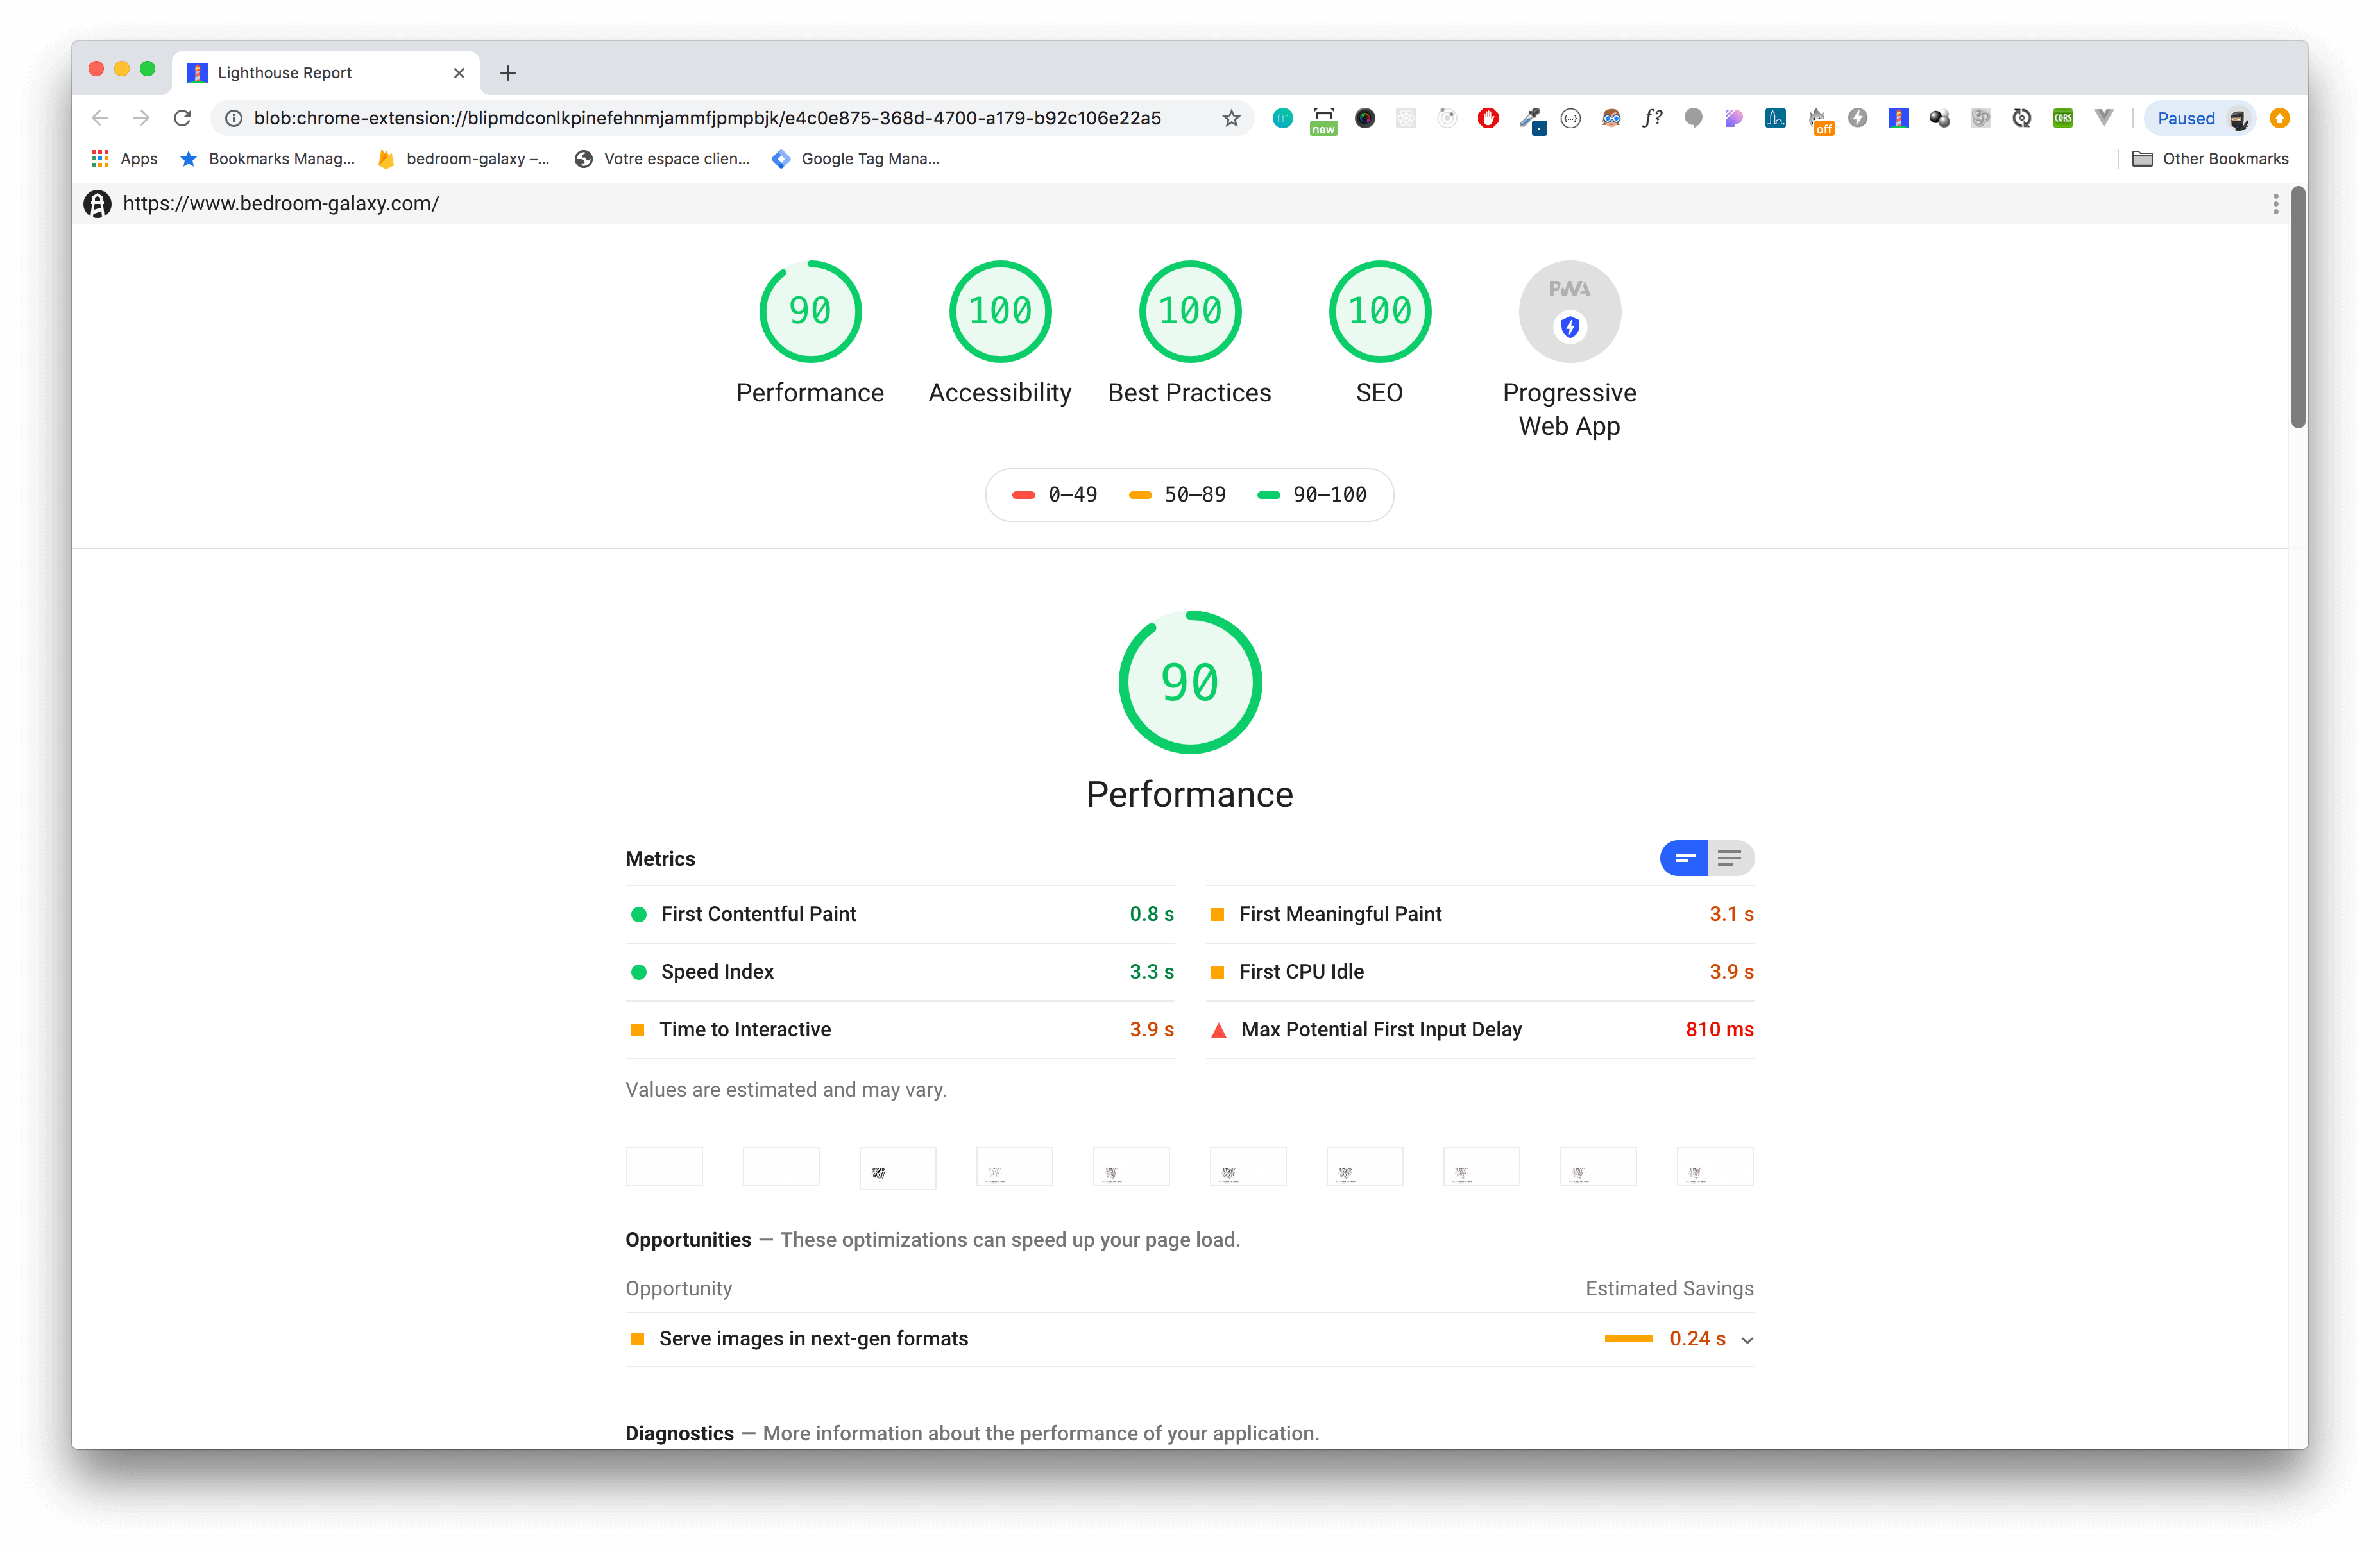 Lighthouse Report
blob:chrome-extension://blipmdconlkpinefehnmjammfjpmpbjk/e4c0e875-368d-4700-a179-b92c106e22a5
new
f?
off
CORS
Paused
Apps
Bookmarks Manag...
bedroom-galaxy –...
Votre espace clien...
Google Tag Mana...
Other Bookmarks
https://www.bedroom-galaxy.com/
90
100
100
100
PWA
Performance
Accessibility
Best Practices
SEO
Progressive
Web App
0–49
50–89
90–100
90
Performance
Metrics
First Contentful Paint 0.8 s
First Meaningful Paint 3.1 s
Speed Index 3.3 s
First CPU Idle 3.9 s
Time to Interactive 3.9 s
Max Potential First Input Delay 810 ms
Values are estimated and may vary.
Opportunities — These optimizations can speed up your page load.
Opportunity Estimated Savings
Serve images in next-gen formats 0.24 s
Diagnostics — More information about the performance of your application.